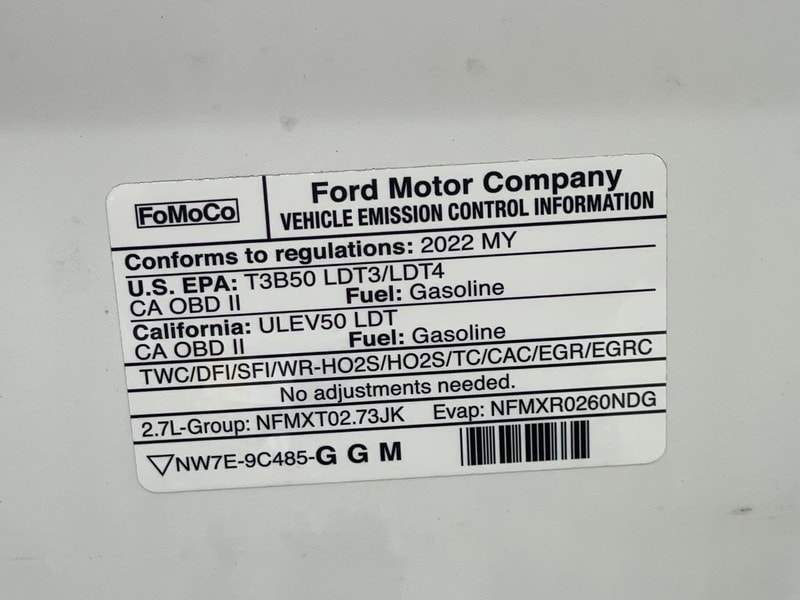 FoMoCo
Ford Motor Company
VEHICLE EMISSION CONTROL INFORMATION
Conforms to regulations: 2022 MY
U.S. EPA: T3B50 LDT3/LDT4
CA OBD II Fuel: Gasoline
California: ULEV50 LDT
CA OBD II Fuel: Gasoline
TWC/DFI/SFI/WR-HO2S/HO2S/TC/CAC/EGR/EGRC
No adjustments needed.
2.7L-Group: NFMXT02.73JK Evap: NFMXR0260NDG
NW7E-9C485-G G M